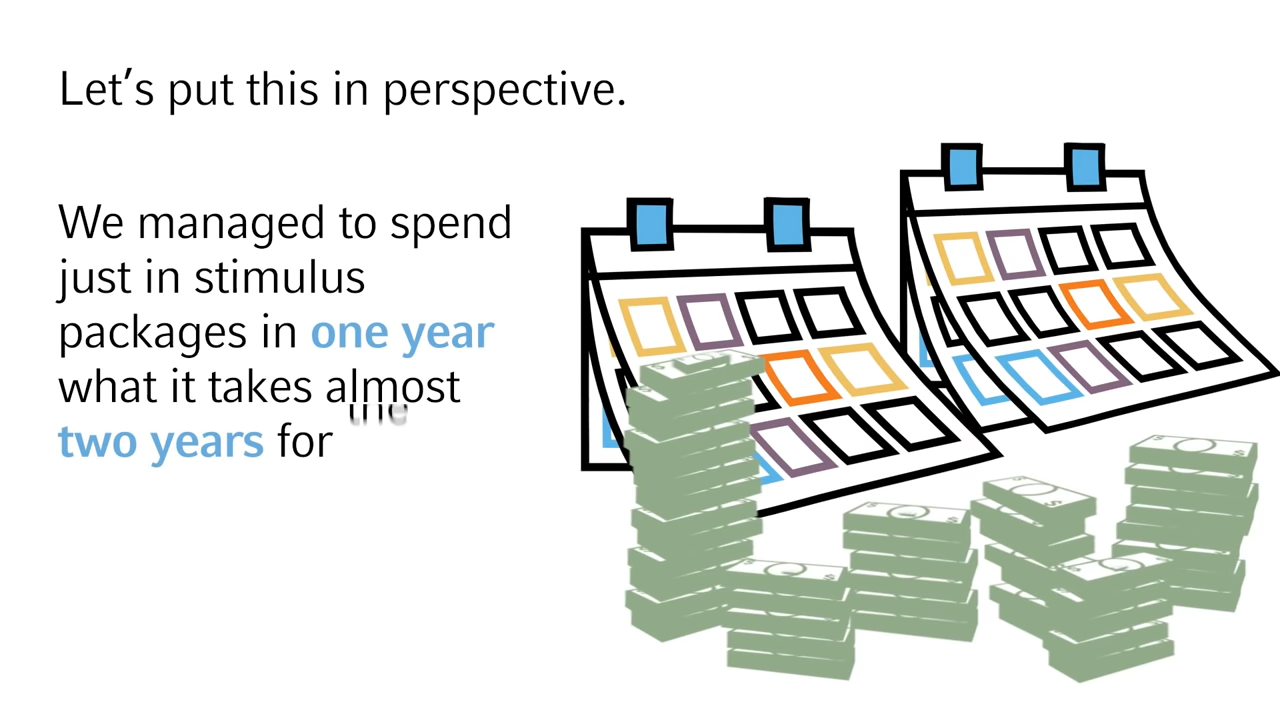 Let's put this in perspective.
We managed to spend
just in stimulus
packages in one year
what it takes almost
two years for the